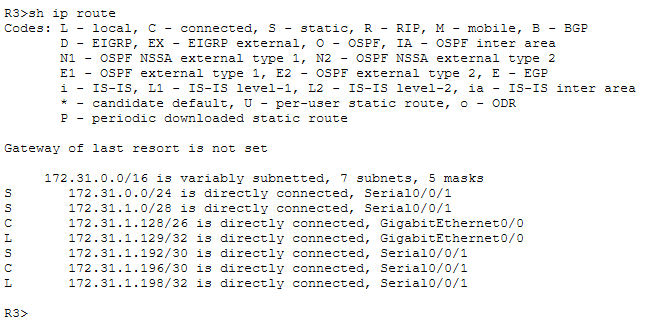 R3>sh ip route
Codes: L - local, C - connected, S - static, R - RIP, M - mobile, B - BGP
       D - EIGRP, EX - EIGRP external, O - OSPF, IA - OSPF inter area
       N1 - OSPF NSSA external type 1, N2 - OSPF NSSA external type 2
       E1 - OSPF external type 1, E2 - OSPF external type 2, E - EGP
       i - IS-IS, L1 - IS-IS level-1, L2 - IS-IS level-2, ia - IS-IS inter area
       * - candidate default, U - per-user static route, o - ODR
       P - periodic downloaded static route
Gateway of last resort is not set
     172.31.0.0/16 is variably subnetted, 7 subnets, 5 masks
S       172.31.0.0/24 is directly connected, Serial0/0/1
S       172.31.1.0/28 is directly connected, Serial0/0/1
C       172.31.1.128/26 is directly connected, GigabitEthernet0/0
L       172.31.1.129/32 is directly connected, GigabitEthernet0/0
S       172.31.1.192/30 is directly connected, Serial0/0/1
C       172.31.1.196/30 is directly connected, Serial0/0/1
L       172.31.1.198/32 is directly connected, Serial0/0/1
R3>